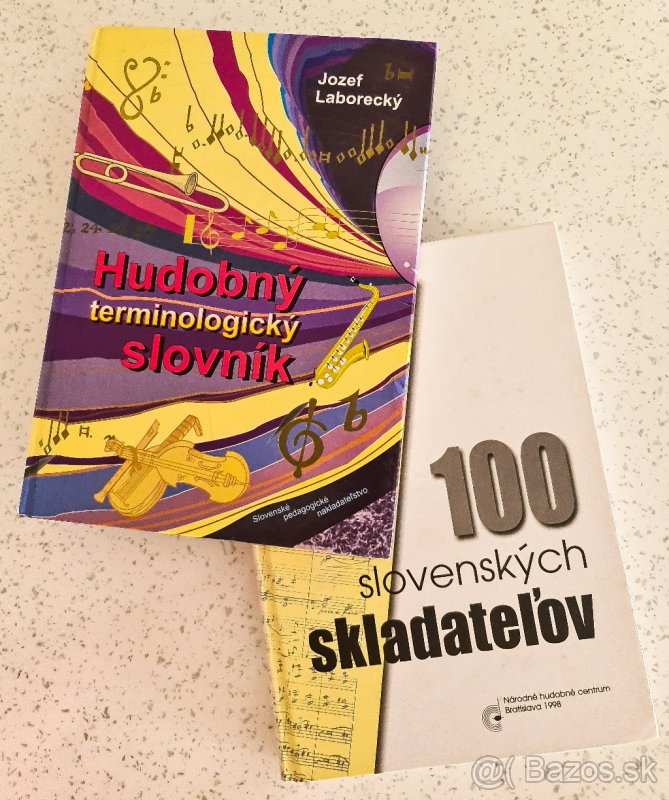 Jozef
Laborecký
Hudobný
terminologický
slovník
Slovenské
pedagogické
nakladateľstvo
100
slovenských
skladateľov
Národné hudobné centrum
Bratislava 1998
@( Bazos.sk